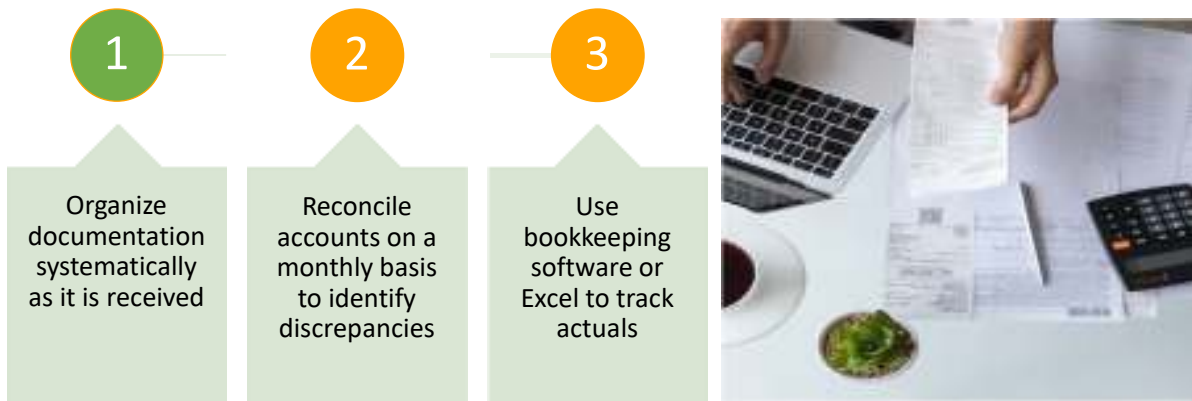 1
Organize
documentation
systematically
as it is received
2
Reconcile
accounts on a
monthly basis
to identify
discrepancies
3
Use
bookkeeping
software or
Excel to track
actuals